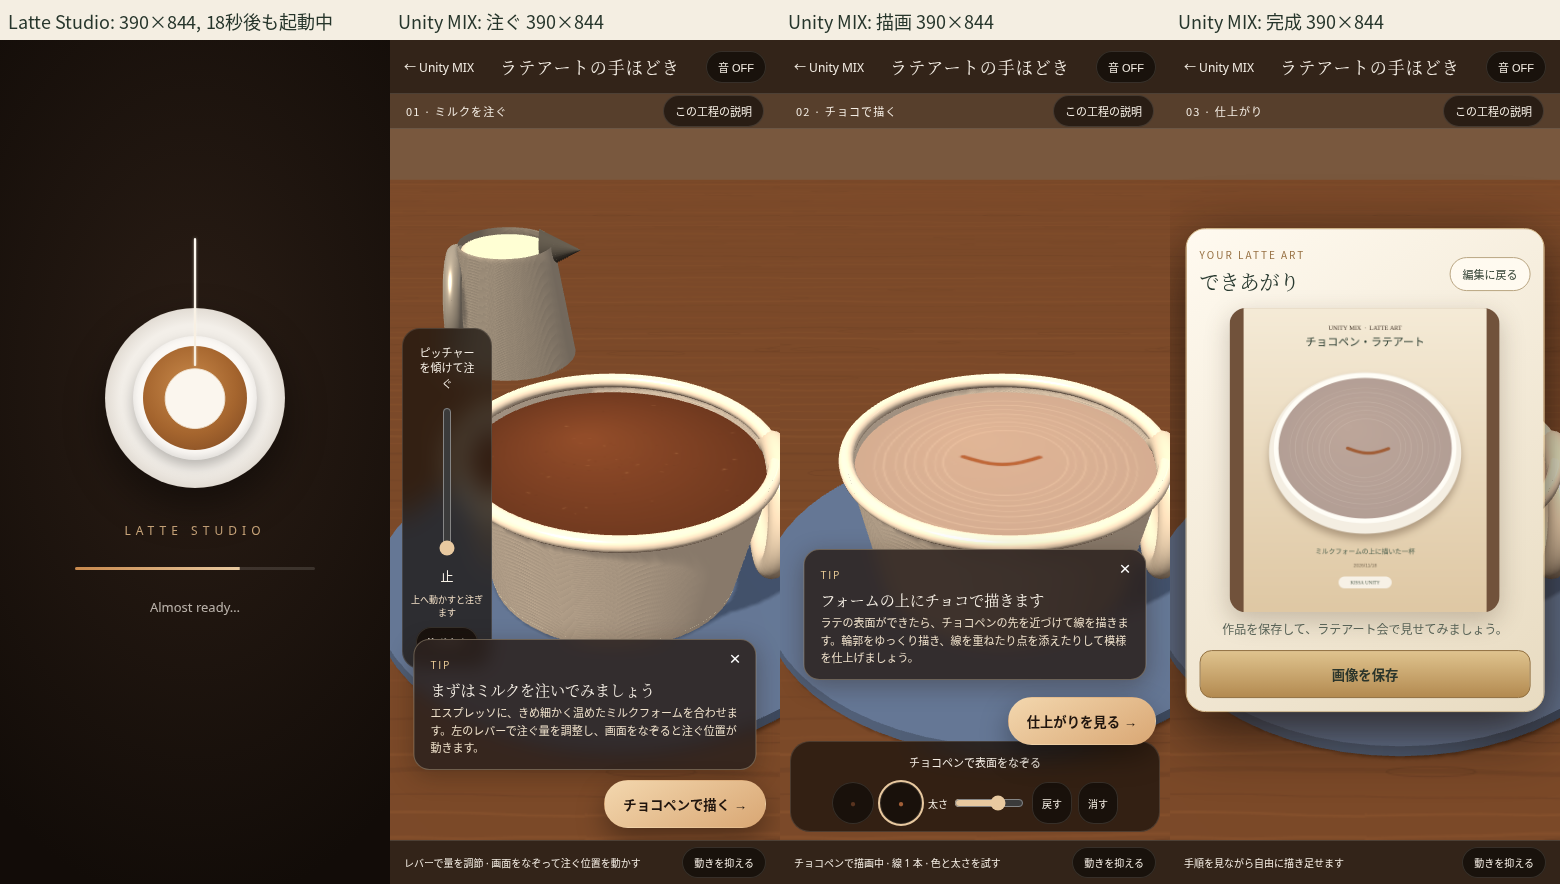 Latte Studio: 390×844, 18秒後も起動中
LATTE STUDIO
Almost ready...
Unity MIX: 注ぐ 390×844
← Unity MIX
ラテアートの手ほどき
音 OFF
01 · ミルクを注ぐ
この工程の説明
ピッチャー
を傾けて注
ぐ
止
上へ動かすと注ぎ
ます
TIP
×
まずはミルクを注いでみましょう
エスプレッソに、きめ細かく温めたミルクフォームを合わせま
す。左のレバーで注ぐ量を調整し、画面をなぞると注ぐ位置が
動きます。
チョコペンで描く →
レバーで量を調節 · 画面をなぞって注ぐ位置を動かす
動きを抑える
Unity MIX: 描画 390×844
← Unity MIX
ラテアートの手ほどき
音 OFF
02 · チョコで描く
この工程の説明
TIP
×
フォームの上にチョコで描きます
ラテの表面ができたら、チョコペンの先を近づけて線を描きま
す。輪郭をゆっくり描き、線を重ねたり点を添えたりして模様
を仕上げましょう。
仕上がりを見る →
チョコペンで表面をなぞる
太さ
戻す
消す
チョコペンで描画中 · 線 1 本 · 色と太さを試す
動きを抑える
Unity MIX: 完成 390×844
← Unity MIX
ラテアートの手ほどき
音 OFF
03 · 仕上がり
この工程の説明
YOUR LATTE ART
できあがり
編集に戻る
UNITY MIX · LATTE ART
チョコペン・ラテアート
ミルクフォームの上に描いた一杯
作品を保存して、ラテアート会で見せてみましょう。
画像を保存
手順を見ながら自由に描き足せます
動きを抑える